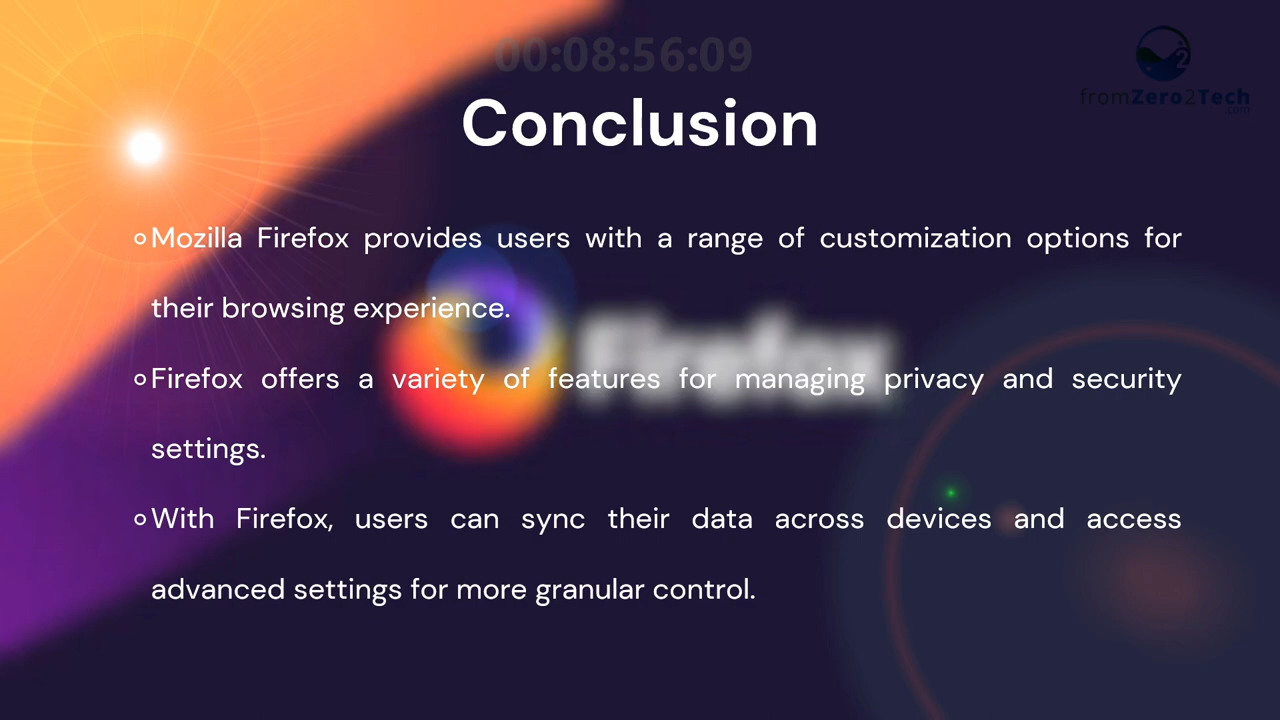 00:08:56:09
fromZero2Tech
.com
Conclusion
Mozilla Firefox provides users with a range of customization options for
their browsing experience.
Firefox
Firefox offers a variety of features for managing privacy and security
settings.
With Firefox, users can sync their data across devices and access
advanced settings for more granular control.